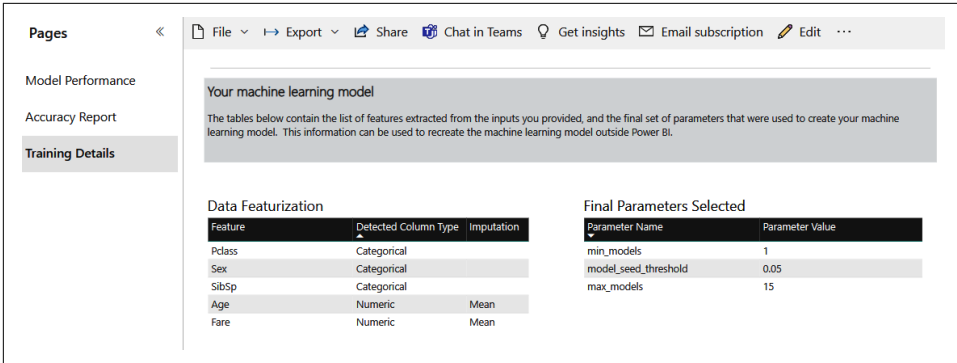 Pages «
File Export Share Chat in Teams Get insights Email subscription Edit ...
Model Performance
Accuracy Report
Training Details
Your machine learning model
The tables below contain the list of features extracted from the inputs you provided, and the final set of parameters that were used to create your machine
learning model. This information can be used to recreate the machine learning model outside Power BI.
Data Featurization
Feature Detected Column Type Imputation
Pclass Categorical
Sex Categorical
SibSp Categorical
Age Numeric Mean
Fare Numeric Mean
Final Parameters Selected
Parameter Name Parameter Value
min_models 1
model_seed_threshold 0.05
max_models 15